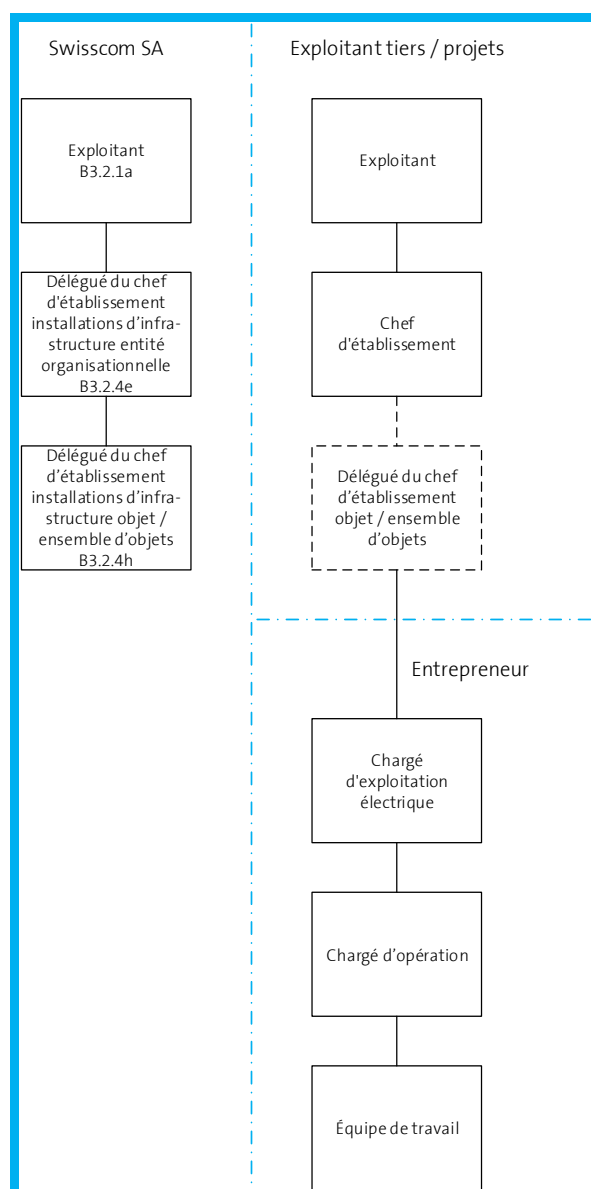 Swisscom SA
Exploitant
B3.2.1a
Délégué du chef
d'établissement
installations d’infra-
structure entité
organisationnelle
B3.2.4e
Délégué du chef
d’établissement
installations d’infra-
structure objet /
ensemble d’objets
B3.2.4h
Exploitant tiers / projets
Exploitant
Chef
d'établissement
Délégué du chef
d’établissement
objet / ensemble
d’objets
Entrepreneur
Chargé
d'exploitation
électrique
Chargé d’opération
Équipe de travail